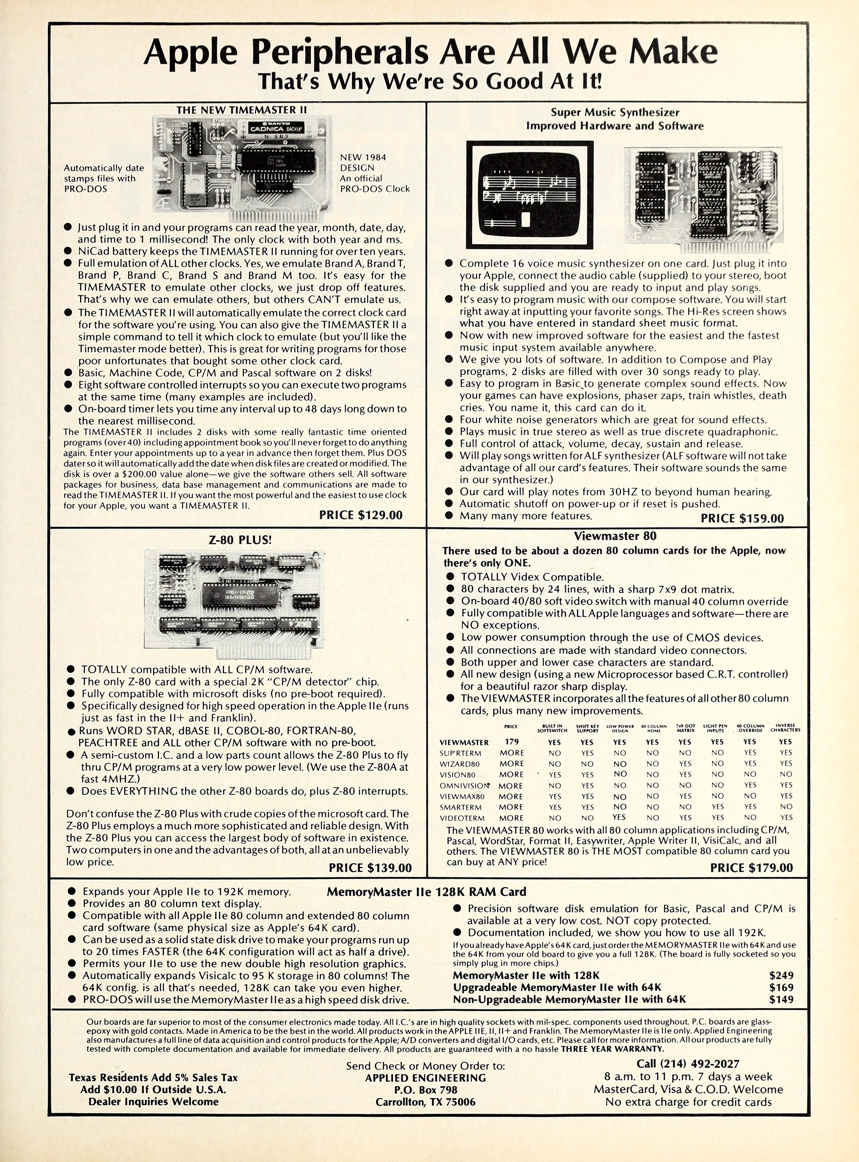 Apple Peripherals Are All We Make
That's Why We're So Good At It!
THE NEW TIMEMASTER II
Automatically date
stamps files with
PRO-DOS
CADNICA BACKUP
NEW 1984
DESIGN
An official
PRO-DOS Clock
● Just plug it in and your programs can read the year, month, date, day,
and time to 1 millisecond! The only clock with both year and ms.
● NiCad battery keeps the TIMEMASTER II running for over ten years.
● Full emulation of ALL other clocks. Yes, we emulate Brand A, Brand T,
Brand P, Brand C, Brand S and Brand M too. It's easy for the
TIMEMASTER to emulate other clocks, we just drop off features.
That's why we can emulate others, but others CAN'T emulate us.
● The TIMEMASTER II will automatically emulate the correct clock card
for the software you're using. You can also give the TIMEMASTER II a
simple command to tell it which clock to emulate (but you'll like the
Timemaster mode better). This is great for writing programs for those
poor unfortunates that bought some other clock card.
● Basic, Machine Code, CP/M and Pascal software on 2 disks!
● Eight software controlled interrupts so you can execute two programs
at the same time (many examples are included).
● On-board timer lets you time any interval up to 48 days long down to
the nearest millisecond.
The TIMEMASTER II includes 2 disks with some really fantastic time oriented
programs (over 40) including appointment book so you'll never forget to do anything
again. Enter your appointments up to a year in advance then forget them. Plus DOS
dater so it will automatically add the date when disk files are created or modified. The
disk is over a $200.00 value alone—we give the software others sell. All software
packages for business, data base management and communications are made to
read the TIMEMASTER II. If you want the most powerful and the easiest to use clock
for your Apple, you want a TIMEMASTER II.
PRICE $129.00
Super Music Synthesizer
Improved Hardware and Software
● Complete 16 voice music synthesizer on one card. Just plug it into
your Apple, connect the audio cable (supplied) to your stereo, boot
the disk supplied and you are ready to input and play songs.
● It's easy to program music with our compose software. You will start
right away at inputting your favorite songs. The Hi-Res screen shows
what you have entered in standard sheet music format.
● Now with new improved software for the easiest and the fastest
music input system available anywhere.
● We give you lots of software. In addition to Compose and Play
programs, 2 disks are filled with over 30 songs ready to play.
● Easy to program in Basic to generate complex sound effects. Now
your games can have explosions, phaser zaps, train whistles, death
cries. You name it, this card can do it.
● Four white noise generators which are great for sound effects.
● Plays music in true stereo as well as true discrete quadraphonic.
● Full control of attack, volume, decay, sustain and release.
● Will play songs written for ALF synthesizer (ALF software will not take
advantage of all our card's features. Their software sounds the same
in our synthesizer.)
● Our card will play notes from 30HZ to beyond human hearing.
● Automatic shutoff on power-up or if reset is pushed.
● Many many more features.
PRICE $159.00
Z-80 PLUS!
● TOTALLY compatible with ALL CP/M software.
● The only Z-80 card with a special 2K "CP/M detector" chip.
● Fully compatible with microsoft disks (no pre-boot required).
● Specifically designed for high speed operation in the Apple IIe (runs
just as fast in the II+ and Franklin).
● Runs WORD STAR, dBASE II, COBOL-80, FORTRAN-80,
PEACHTREE and ALL other CP/M software with no pre-boot.
● A semi-custom I.C. and a low parts count allows the Z-80 Plus to fly
thru CP/M programs at a very low power level. (We use the Z-80A at
fast 4MHZ.)
● Does EVERYTHING the other Z-80 boards do, plus Z-80 interrupts.
Don't confuse the Z-80 Plus with crude copies of the microsoft card. The
Z-80 Plus employs a much more sophisticated and reliable design. With
the Z-80 Plus you can access the largest body of software in existence.
Two computers in one and the advantages of both, all at an unbelievably
low price.
PRICE $139.00
Viewmaster 80
There used to be about a dozen 80 column cards for the Apple, now
there's only ONE.
● TOTALLY Videx Compatible.
● 80 characters by 24 lines, with a sharp 7x9 dot matrix.
● On-board 40/80 soft video switch with manual 40 column override
● Fully compatible with ALL Apple languages and software—there are
NO exceptions.
● Low power consumption through the use of CMOS devices.
● All connections are made with standard video connectors.
● Both upper and lower case characters are standard.
● All new design (using a new Microprocessor based C.R.T. controller)
for a beautiful razor sharp display.
● The VIEWMASTER incorporates all the features of all other 80 column
cards, plus many new improvements.
PRICE BUILT IN SOFTSWITCH SHIFT KEY SUPPORT LOW POWER DESIGN 80 COLUMN HOME 7x9 DOT MATRIX LIGHT PEN INPUTS 40 COLUMN OVERRIDE INVERSE CHARACTERS
VIEWMASTER 179 YES YES YES YES YES YES YES YES
SUP'RTERM MORE NO YES NO NO NO NO YES YES
WIZARD80 MORE NO NO NO NO YES NO YES YES
VISION80 MORE YES YES NO NO YES NO NO NO
OMNIVISION MORE NO YES NO NO NO NO YES YES
VIEWMAX80 MORE YES YES NO NO YES NO NO YES
SMARTERM MORE YES YES NO NO NO YES YES NO
VIDEOTERM MORE NO NO YES NO YES YES NO YES
The VIEWMASTER 80 works with all 80 column applications including CP/M,
Pascal, WordStar, Format II, Easywriter, Apple Writer II, VisiCalc, and all
others. The VIEWMASTER 80 is THE MOST compatible 80 column card you
can buy at ANY price!
PRICE $179.00
MemoryMaster IIe 128K RAM Card
● Expands your Apple IIe to 192K memory.
● Provides an 80 column text display.
● Compatible with all Apple IIe 80 column and extended 80 column
card software (same physical size as Apple's 64K card).
● Can be used as a solid state disk drive to make your programs run up
to 20 times FASTER (the 64K configuration will act as half a drive).
● Permits your IIe to use the new double high resolution graphics.
● Automatically expands Visicalc to 95 K storage in 80 columns! The
64K config. is all that's needed, 128K can take you even higher.
● PRO-DOS will use the MemoryMaster IIe as a high speed disk drive.
● Precision software disk emulation for Basic, Pascal and CP/M is
available at a very low cost. NOT copy protected.
● Documentation included, we show you how to use all 192K.
If you already have Apple's 64K card, just order the MEMORYMASTER IIe with 64K and use
the 64K from your old board to give you a full 128K. (The board is fully socketed so you
simply plug in more chips.)
MemoryMaster IIe with 128K $249
Upgradeable MemoryMaster IIe with 64K $169
Non-Upgradeable MemoryMaster IIe with 64K $149
Our boards are far superior to most of the consumer electronics made today. All I.C.'s are in high quality sockets with mil-spec. components used throughout. P.C. boards are glass-
epoxy with gold contacts. Made in America to be the best in the world. All products work in the APPLE IIE, II, II+ and Franklin. The MemoryMaster IIe is IIe only. Applied Engineering
also manufactures a full line of data acquisition and control products for the Apple; A/D converters and digital I/O cards, etc. Please call for more information. All our products are fully
tested with complete documentation and available for immediate delivery. All products are guaranteed with a no hassle THREE YEAR WARRANTY.
Texas Residents Add 5% Sales Tax
Add $10.00 If Outside U.S.A.
Dealer Inquiries Welcome
Send Check or Money Order to:
APPLIED ENGINEERING
P.O. Box 798
Carrollton, TX 75006
Call (214) 492-2027
8 a.m. to 11 p.m. 7 days a week
MasterCard, Visa & C.O.D. Welcome
No extra charge for credit cards